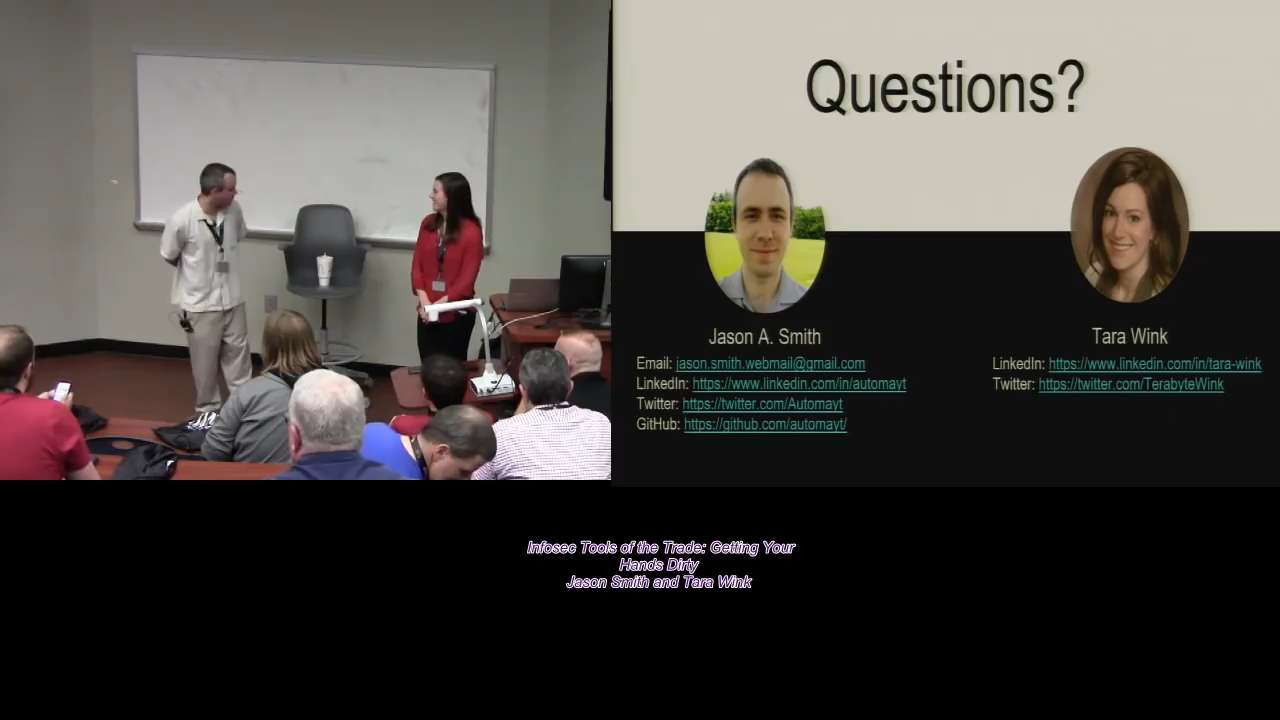 Questions?
Jason A. Smith
Email: jason.smith.webmail@gmail.com
LinkedIn: https://www.linkedin.com/in/automayt
Twitter: https://twitter.com/Automayt
GitHub: https://github.com/automayt/
Tara Wink
LinkedIn: https://www.linkedin.com/in/tara-wink
Twitter: https://twitter.com/TerabyteWink
Infosec Tools of the Trade: Getting Your
Hands Dirty
Jason Smith and Tara Wink